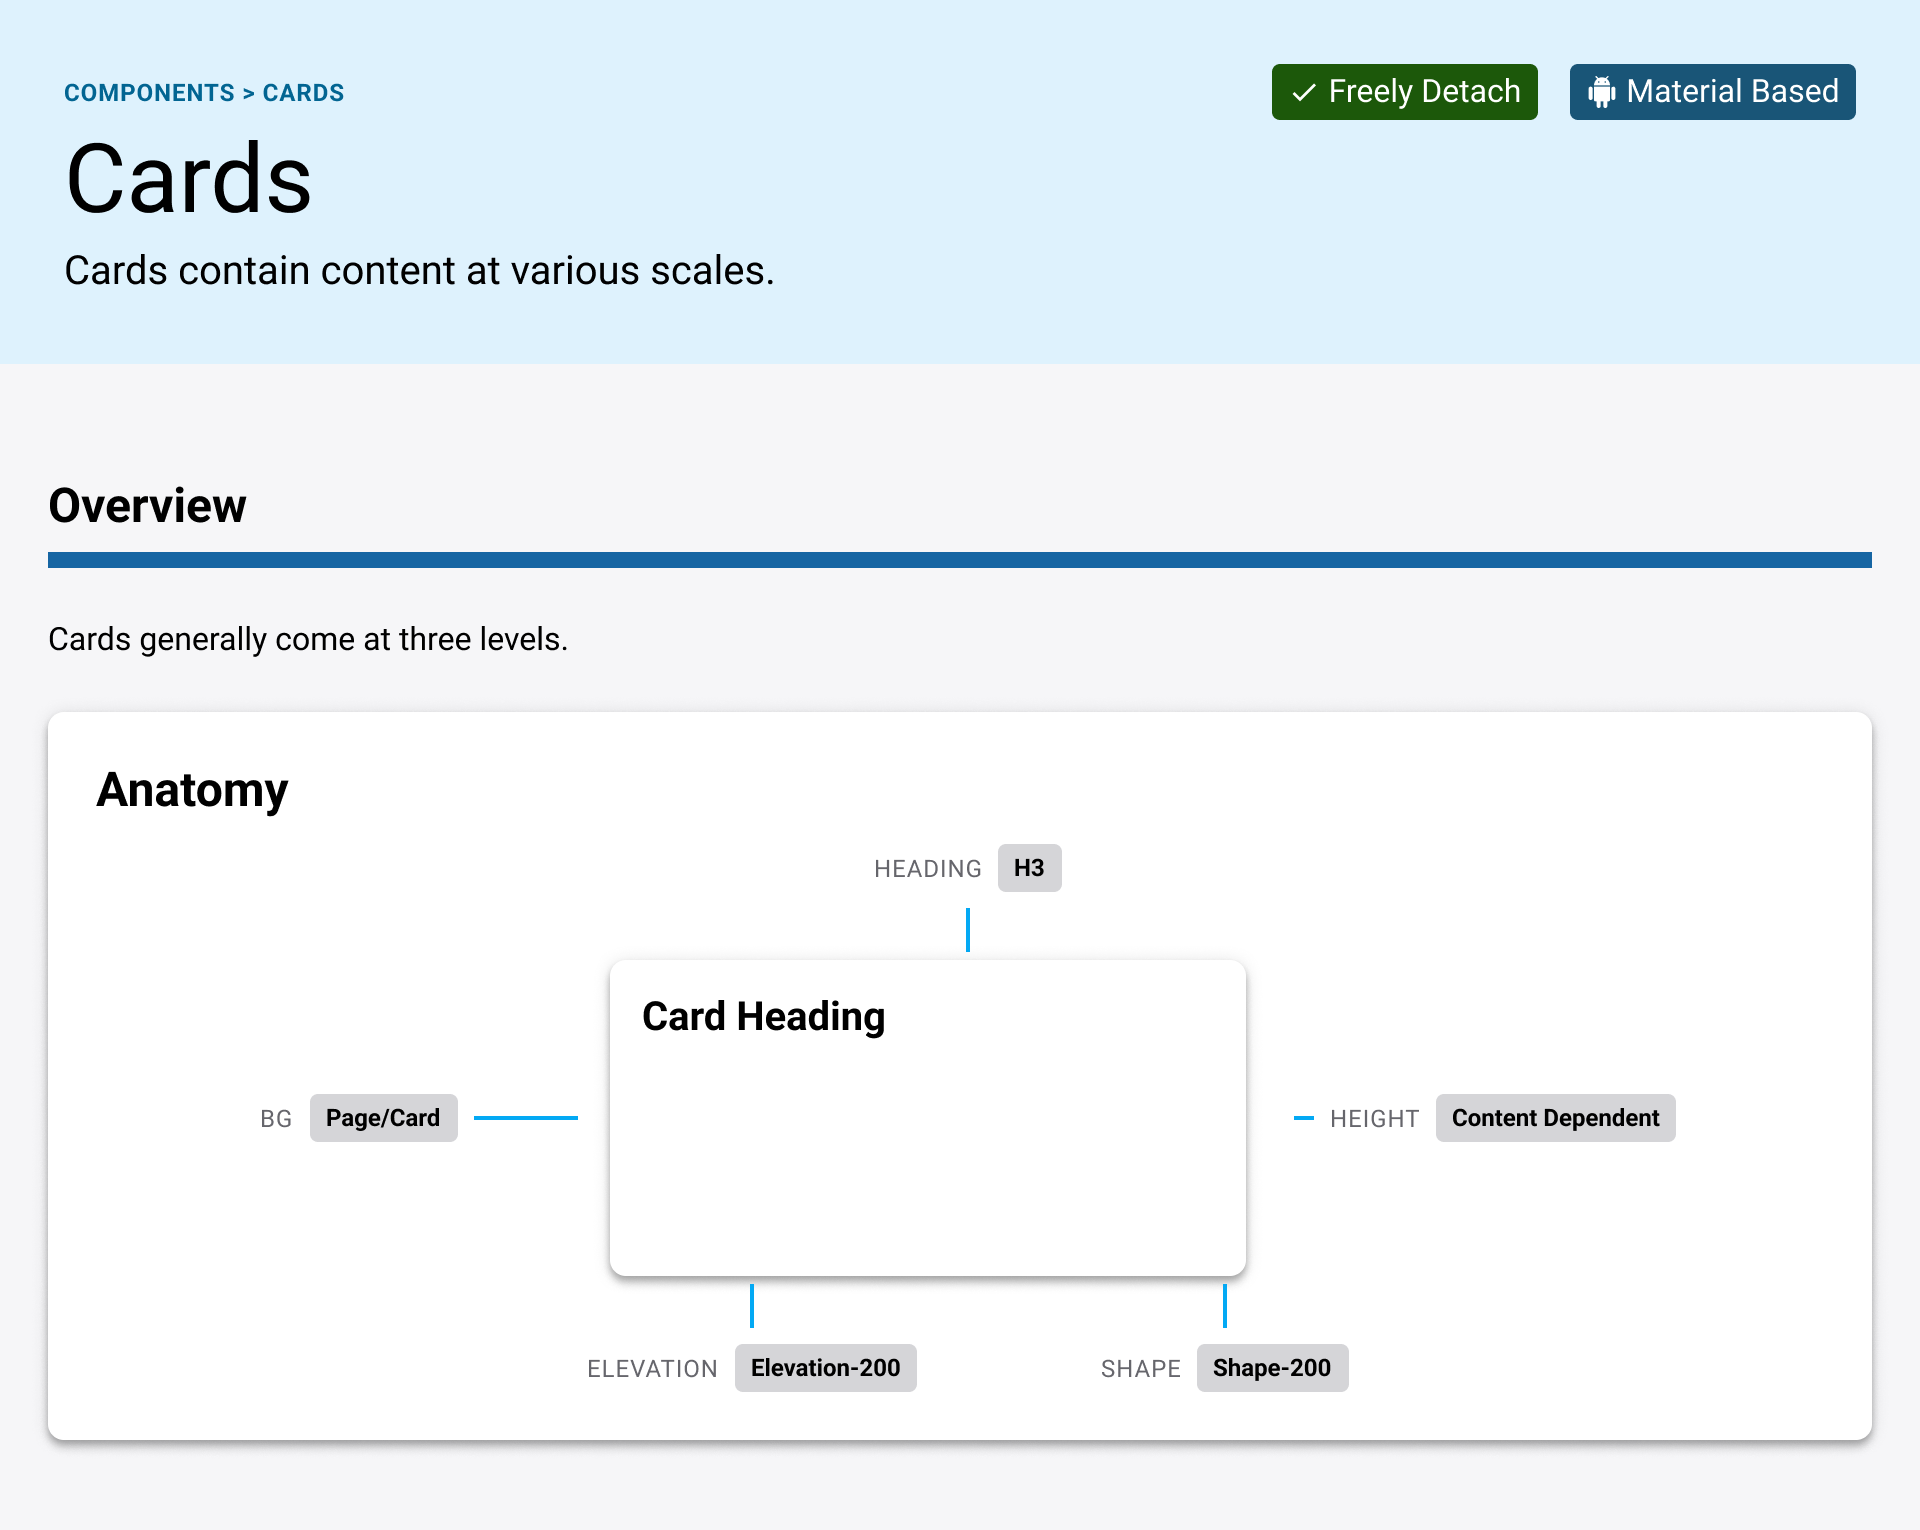 COMPONENTS > CARDS
Freely Detach
Material Based
Cards
Cards contain content at various scales.
Overview
Cards generally come at three levels.
Anatomy
HEADING H3
Card Heading
BG Page/Card
HEIGHT Content Dependent
ELEVATION Elevation-200
SHAPE Shape-200